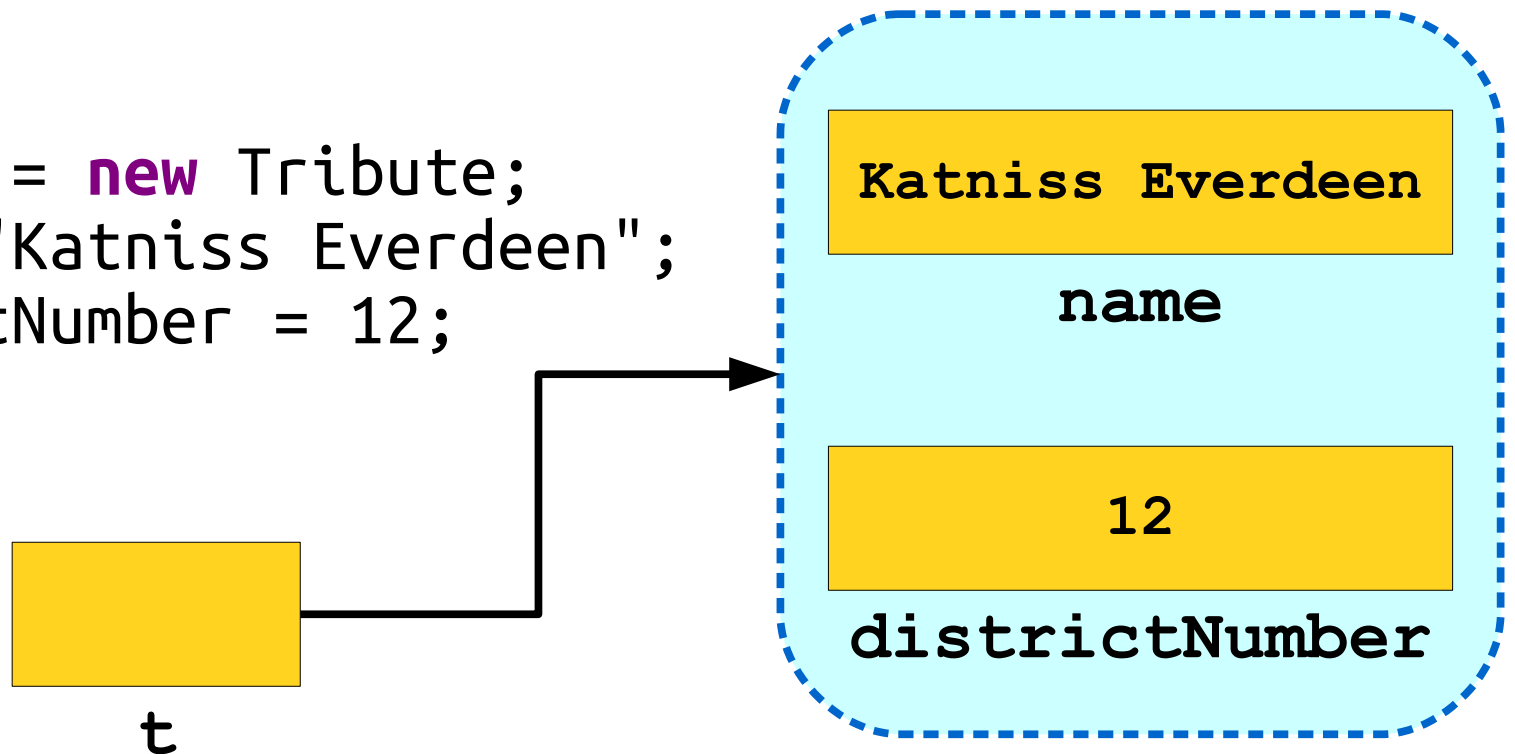 = new Tribute;
"Katniss Everdeen";
tNumber = 12;
Katniss Everdeen
name
12
districtNumber
t